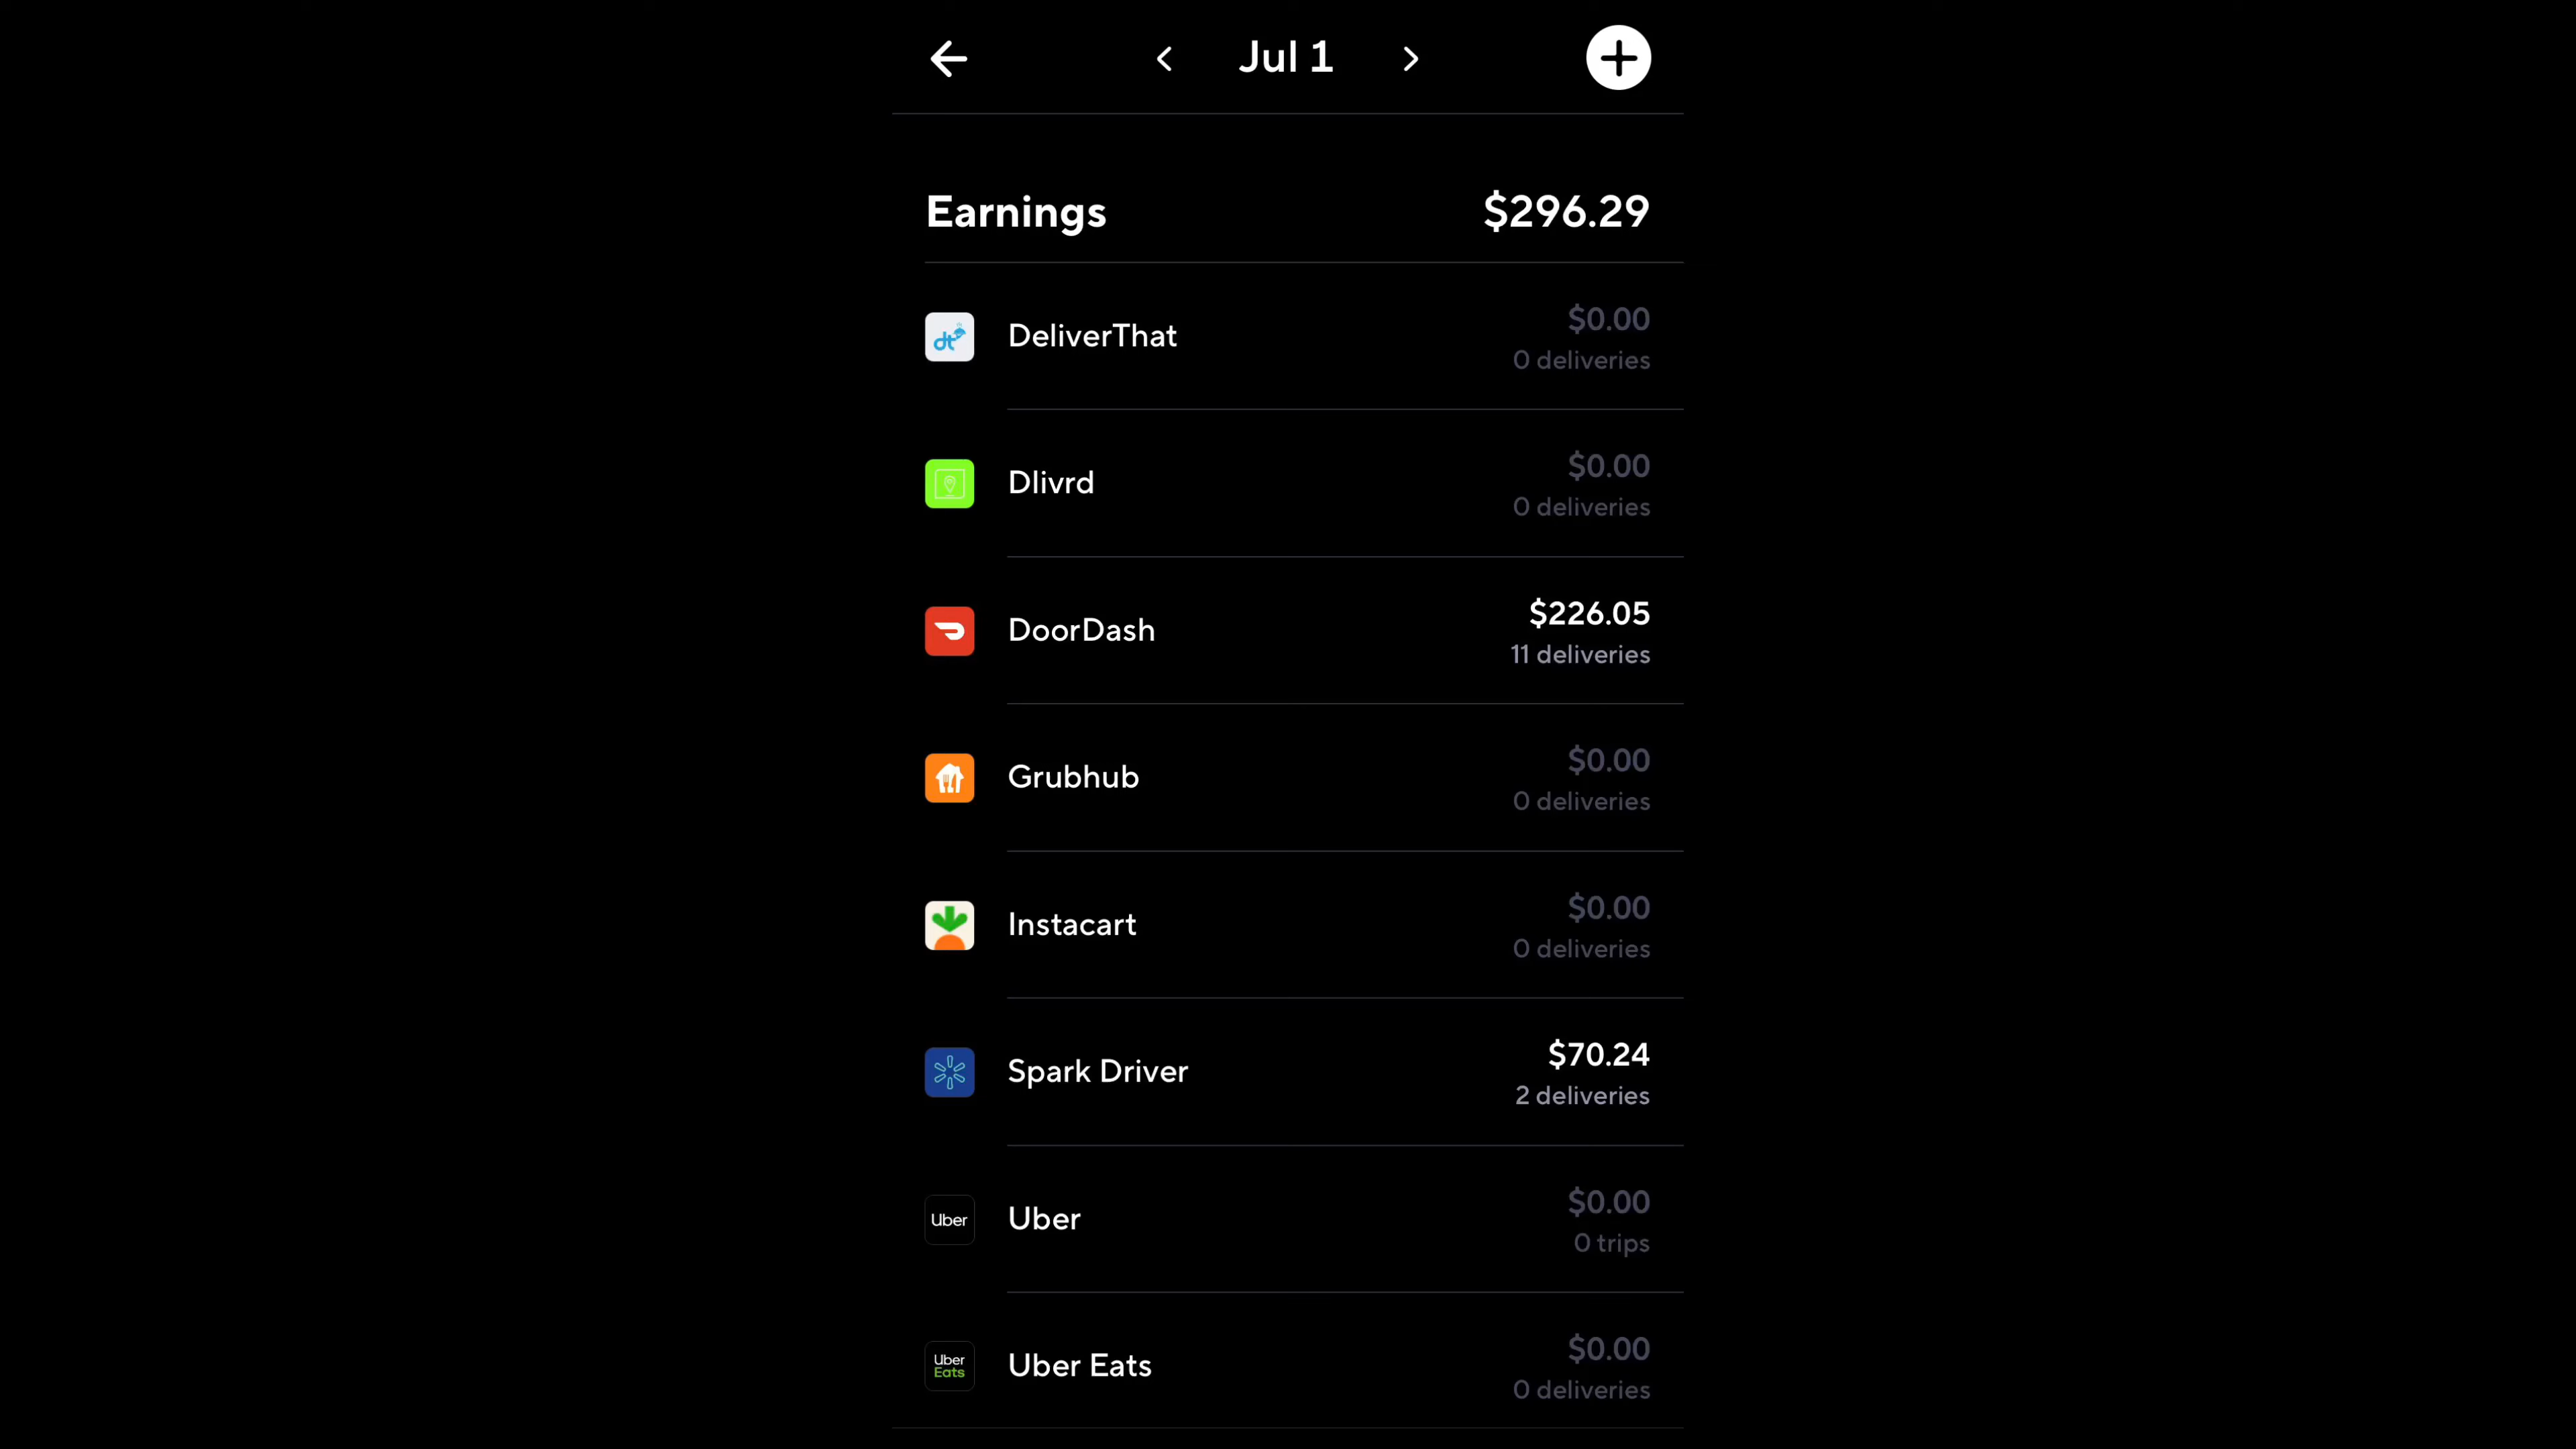 Jul 1
Earnings $296.29
dt DeliverThat $0.00
0 deliveries
Dlivrd $0.00
0 deliveries
DoorDash $226.05
11 deliveries
Grubhub $0.00
0 deliveries
Instacart $0.00
0 deliveries
Spark Driver $70.24
2 deliveries
Uber Uber $0.00
0 trips
Uber Eats Uber Eats $0.00
0 deliveries